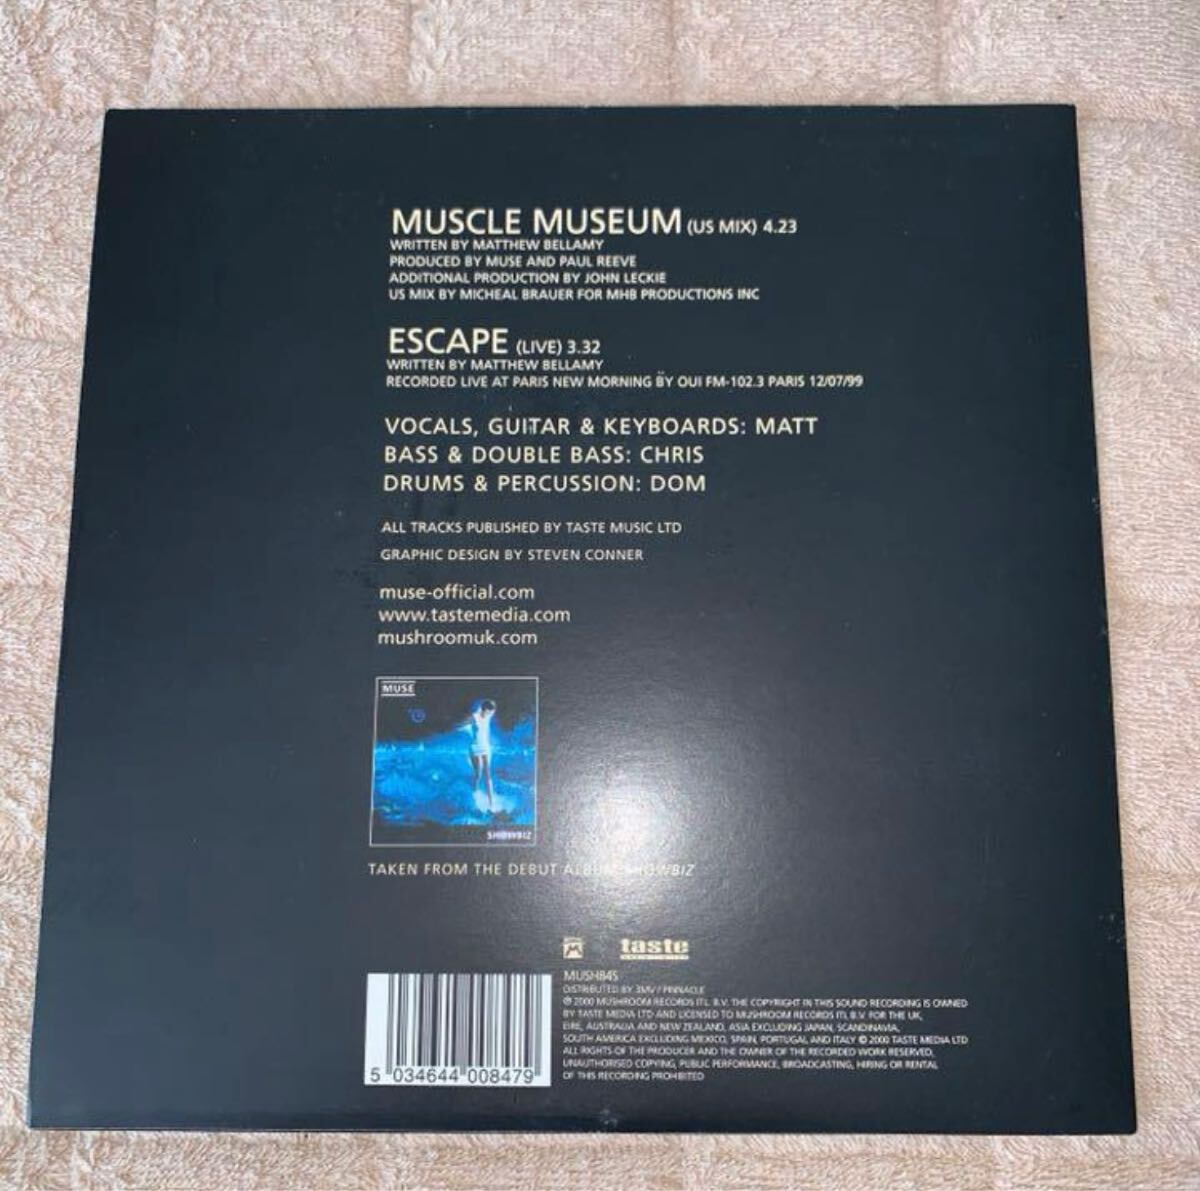 MUSCLE MUSEUM (US MIX) 4.23
WRITTEN BY MATTHEW BELLAMY
PRODUCED BY MUSE AND PAUL REEVE
ADDITIONAL PRODUCTION BY JOHN LECKIE
US MIX BY MICHEAL BRAUER FOR MHB PRODUCTIONS INC
ESCAPE (LIVE) 3.32
WRITTEN BY MATTHEW BELLAMY
RECORDED LIVE AT PARIS NEW MORNING BY OUI FM-102.3 PARIS 12/07/99
VOCALS, GUITAR & KEYBOARDS: MATT
BASS & DOUBLE BASS: CHRIS
DRUMS & PERCUSSION: DOM
ALL TRACKS PUBLISHED BY TASTE MUSIC LTD
GRAPHIC DESIGN BY STEVEN CONNER
muse-official.com
www.tastemedia.com
mushroomuk.com
MUSE
SHOWBIZ
TAKEN FROM THE DEBUT ALBUM SHOWBIZ
taste
MUSH84S
DISTRIBUTED BY 3MV / PINNACLE
℗ 2000 MUSHROOM RECORDS ITL. B.V. THE COPYRIGHT IN THIS SOUND RECORDING IS OWNED
BY TASTE MEDIA LTD AND LICENSED TO MUSHROOM RECORDS ITL B.V. FOR THE UK,
EIRE, AUSTRALIA AND NEW ZEALAND, ASIA EXCLUDING JAPAN, SCANDINAVIA,
SOUTH AMERICA EXCLUDING MEXICO, SPAIN, PORTUGAL AND ITALY © 2000 TASTE MEDIA LTD
ALL RIGHTS OF THE PRODUCER AND THE OWNER OF THE RECORDED WORK RESERVED.
UNAUTHORISED COPYING, PUBLIC PERFORMANCE, BROADCASTING, HIRING OR RENTAL
OF THIS RECORDING PROHIBITED
5 034644 008479